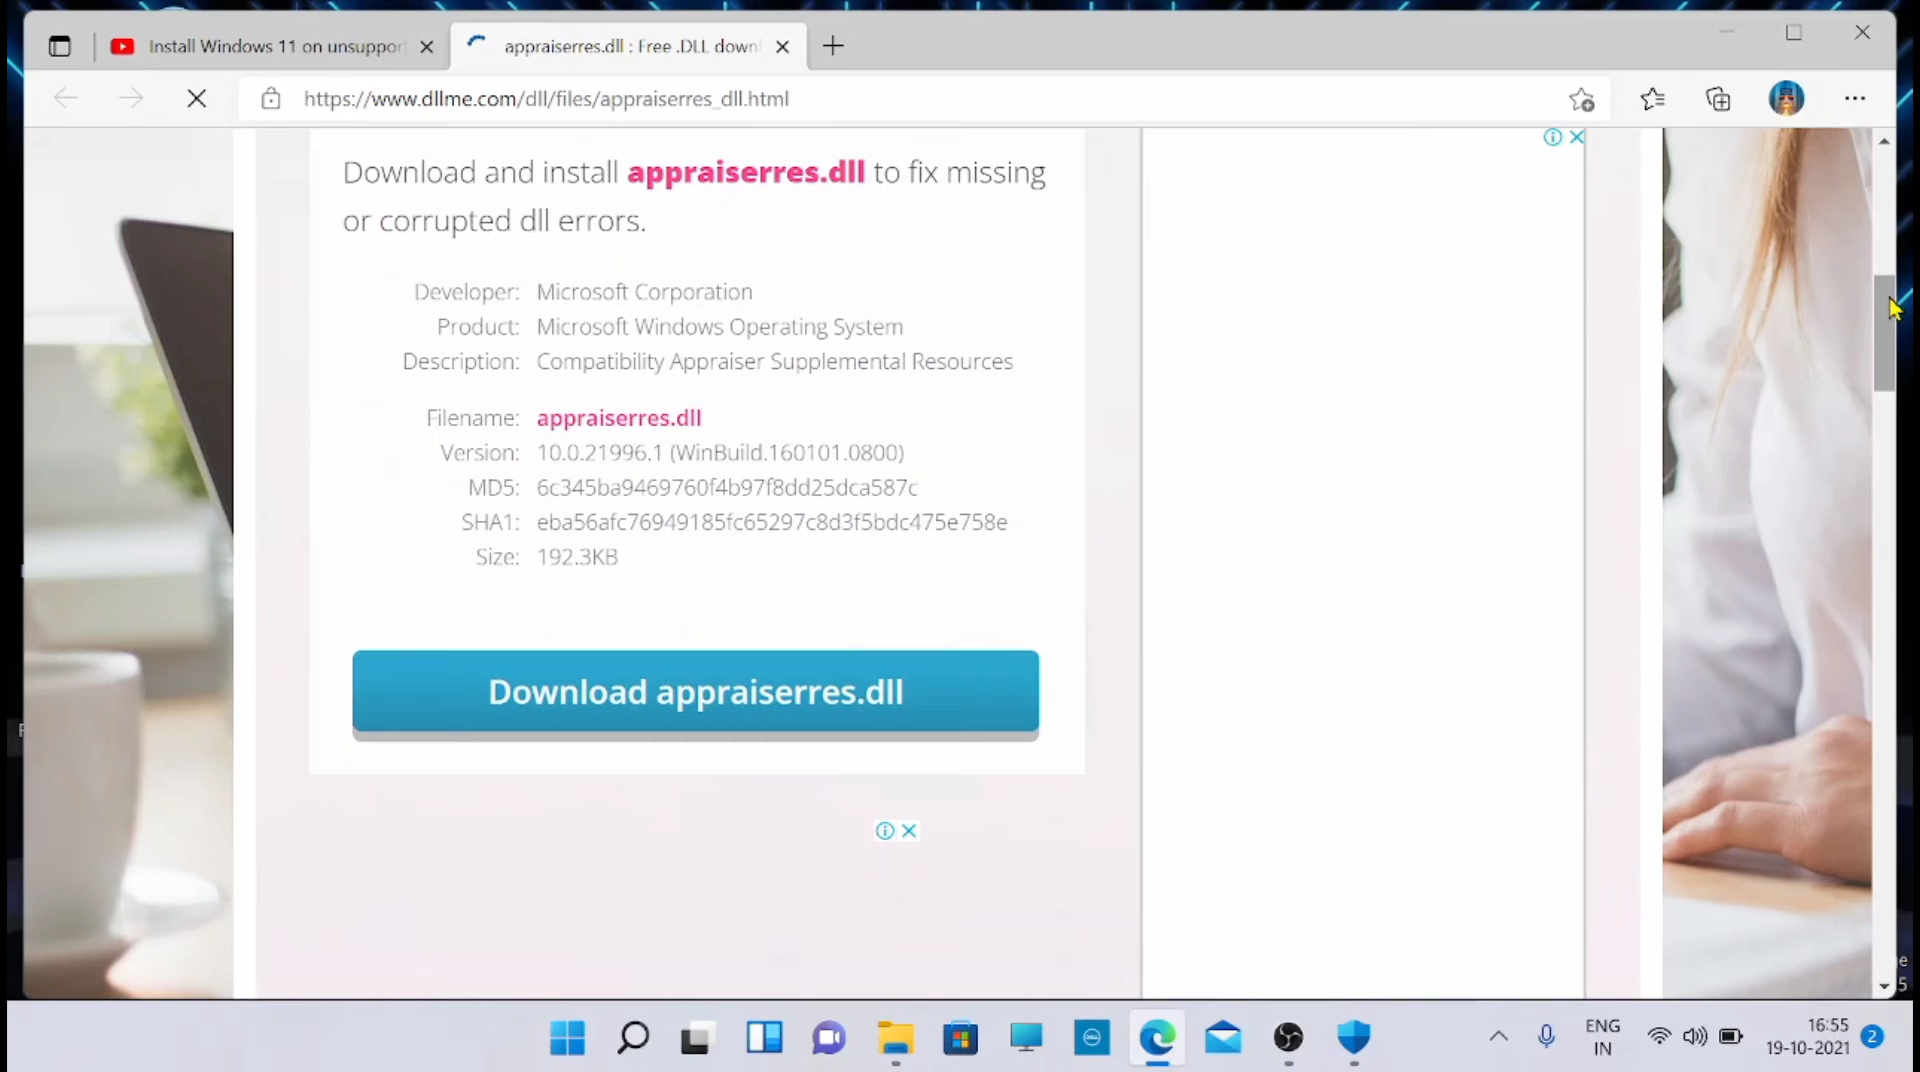 Install Windows 11 on unsuppor
appraiserres.dll : Free .DLL down
https://www.dllme.com/dll/files/appraiserres_dll.html
Download and install appraiserres.dll to fix missing
or corrupted dll errors.
Developer: Microsoft Corporation
Product: Microsoft Windows Operating System
Description: Compatibility Appraiser Supplemental Resources
Filename: appraiserres.dll
Version: 10.0.21996.1 (WinBuild.160101.0800)
MD5: 6c345ba9469760f4b97f8dd25dca587c
SHA1: eba56afc76949185fc65297c8d3f5bdc475e758e
Size: 192.3KB
Download appraiserres.dll
e
5
ENG
IN
16:55
19-10-2021
2